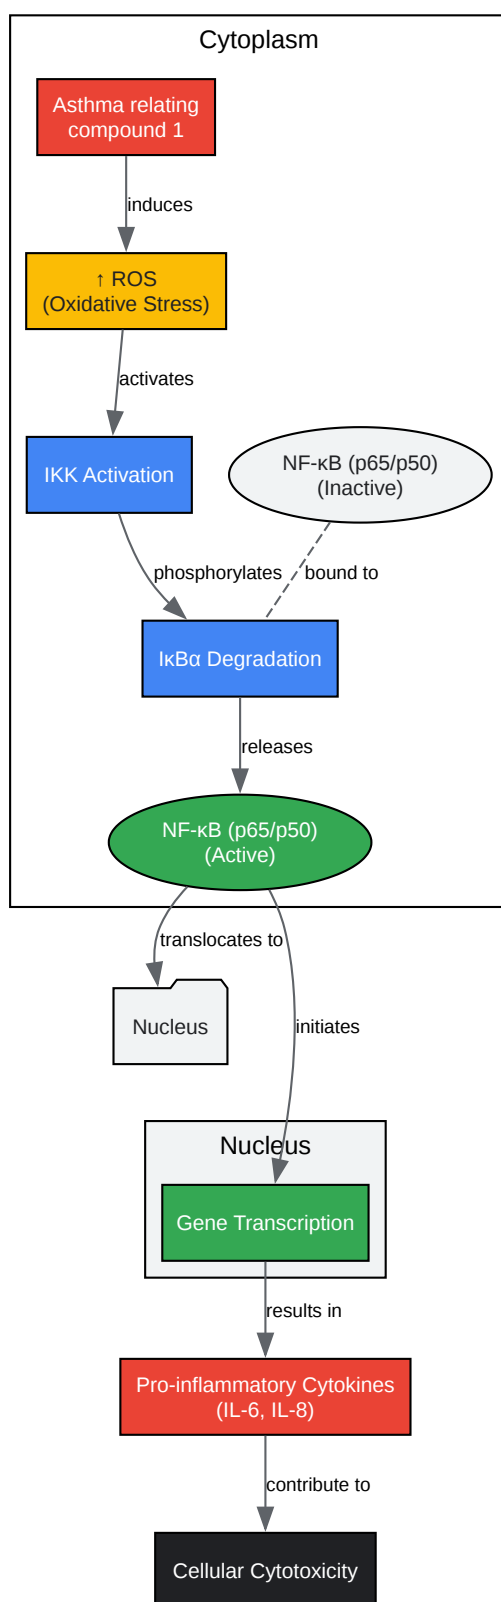 Cytoplasm
Asthma relating
compound 1
induces
↑ ROS
(Oxidative Stress)
activates
IKK Activation
NF-κB (p65/p50)
(Inactive)
phosphorylates
bound to
IκBα Degradation
releases
NF-κB (p65/p50)
(Active)
translocates to
Nucleus
initiates
Nucleus
Gene Transcription
results in
Pro-inflammatory Cytokines
(IL-6, IL-8)
contribute to
Cellular Cytotoxicity